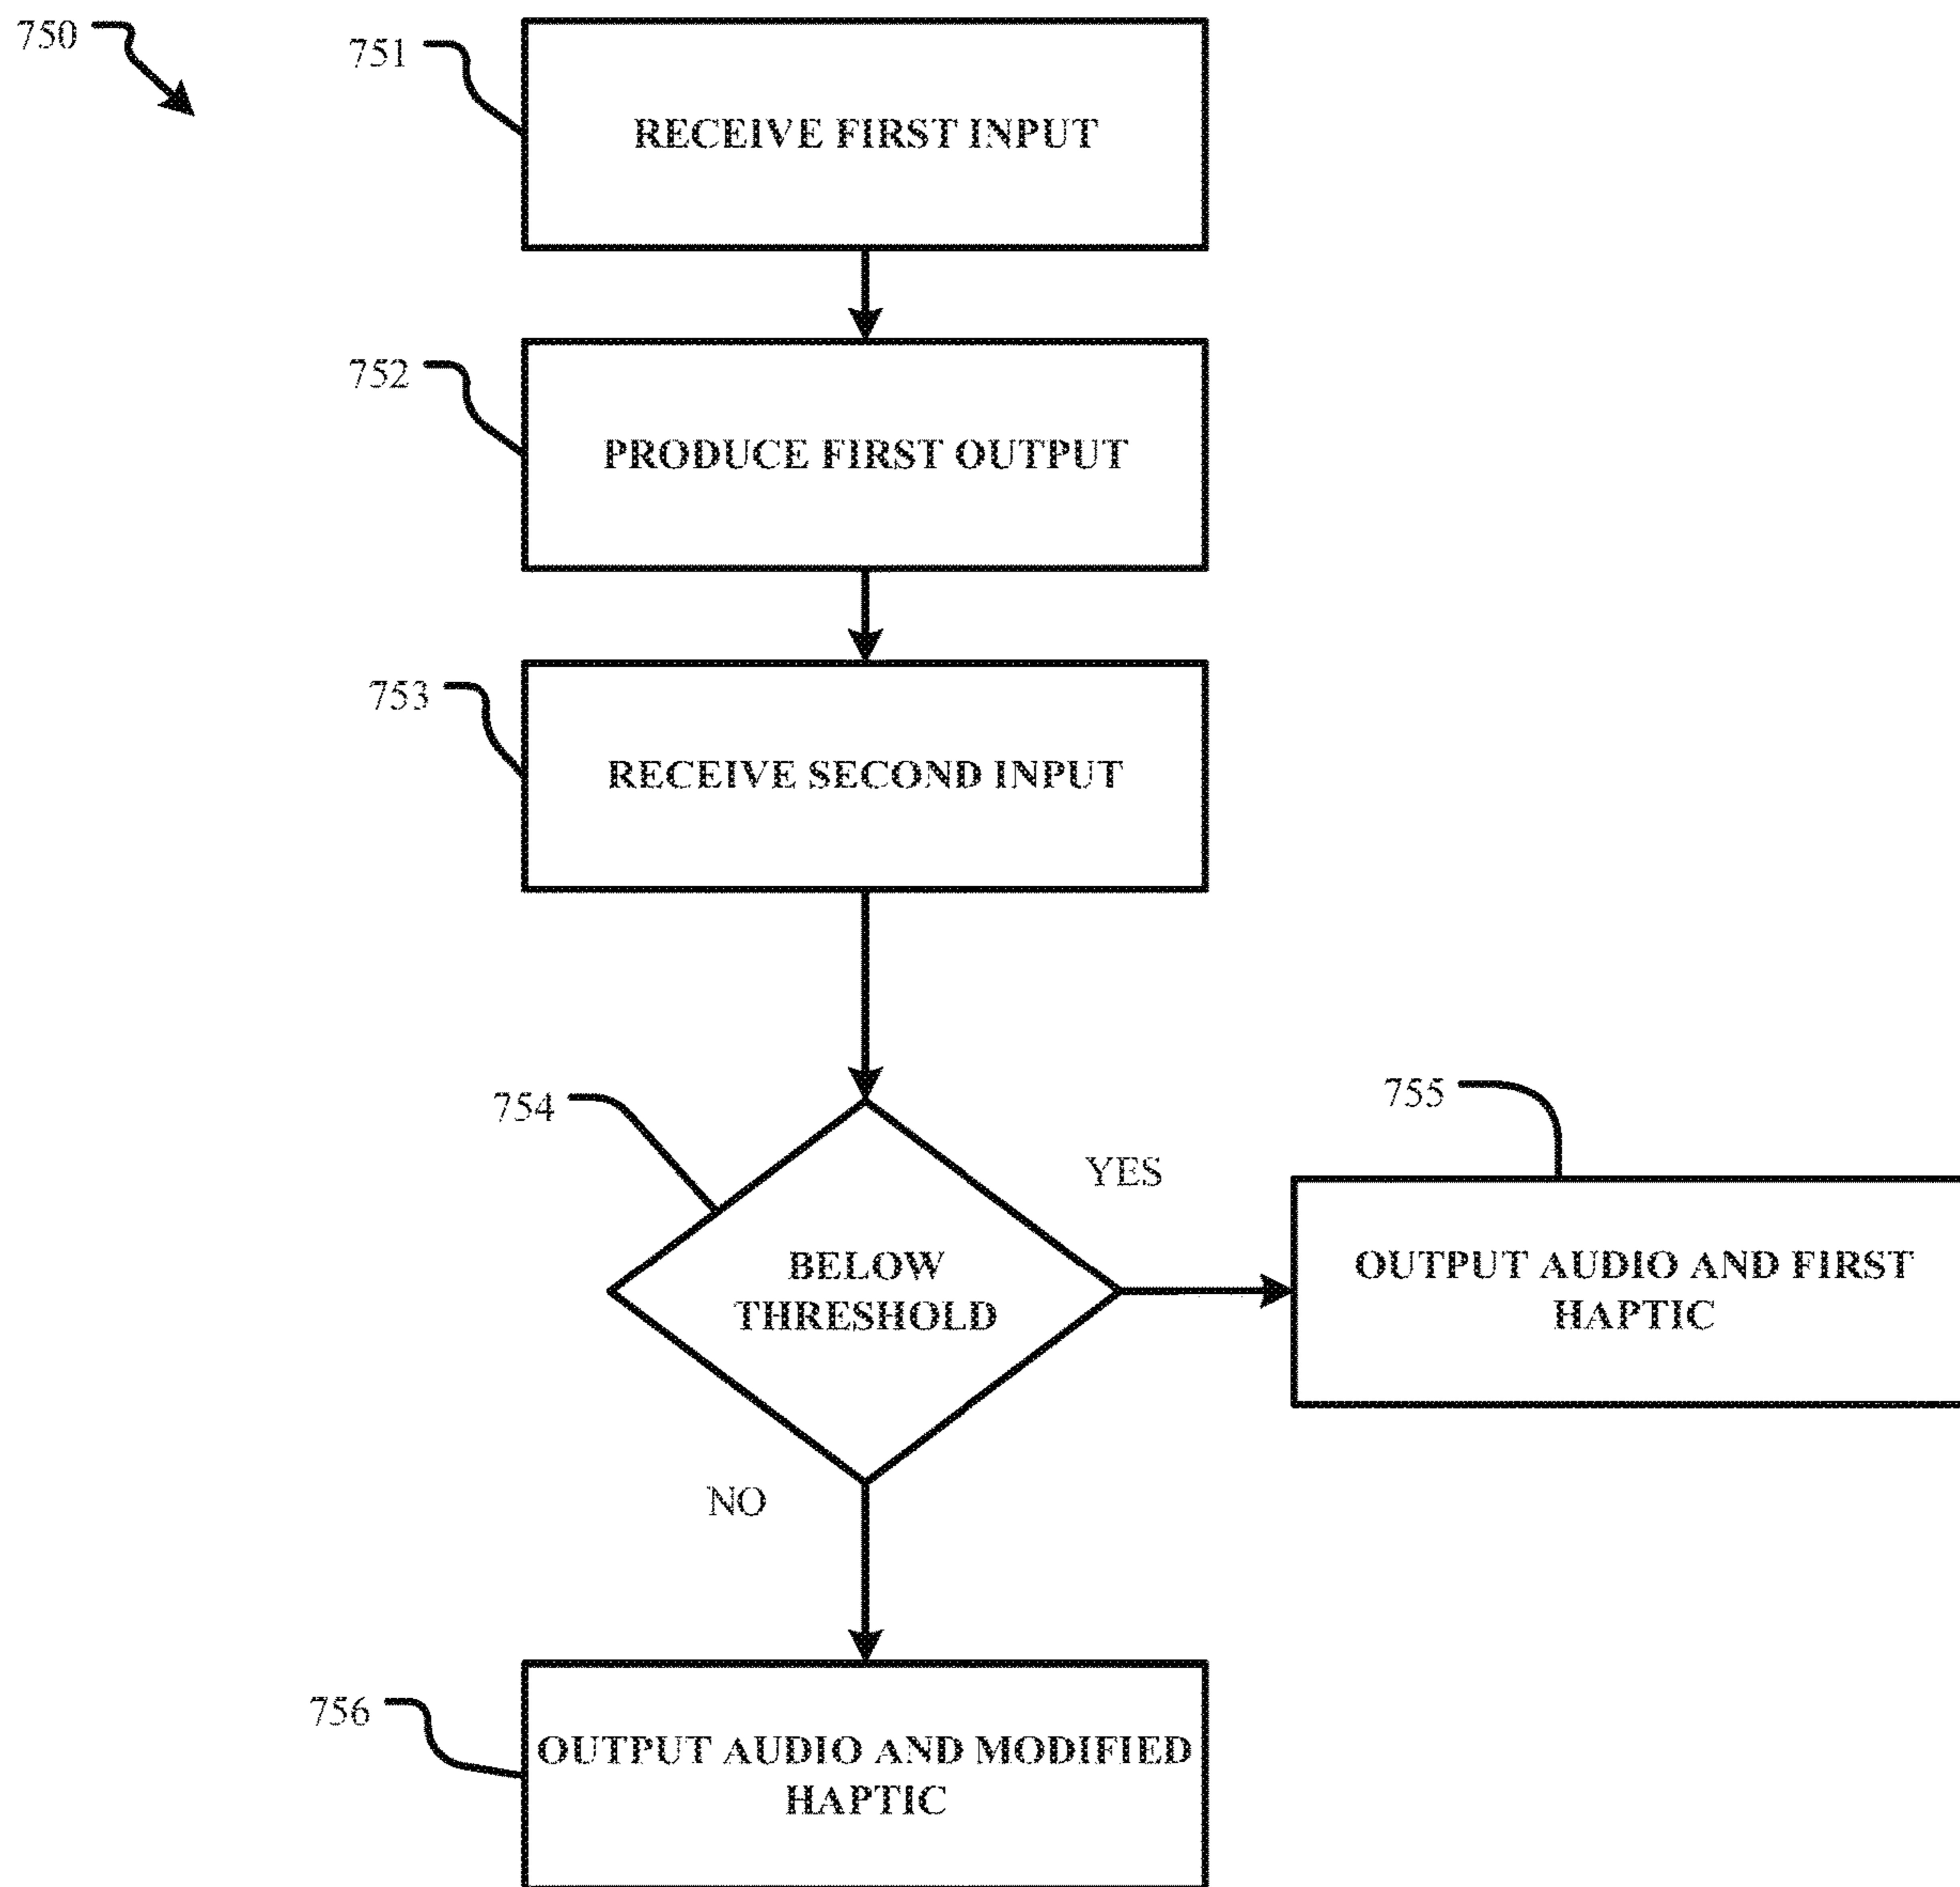 750
751
RECEIVE FIRST INPUT
752
PRODUCE FIRST OUTPUT
753
RECEIVE SECOND INPUT
754
BELOW
THRESHOLD
YES
755
OUTPUT AUDIO AND FIRST
HAPTIC
NO
756
OUTPUT AUDIO AND MODIFIED
HAPTIC